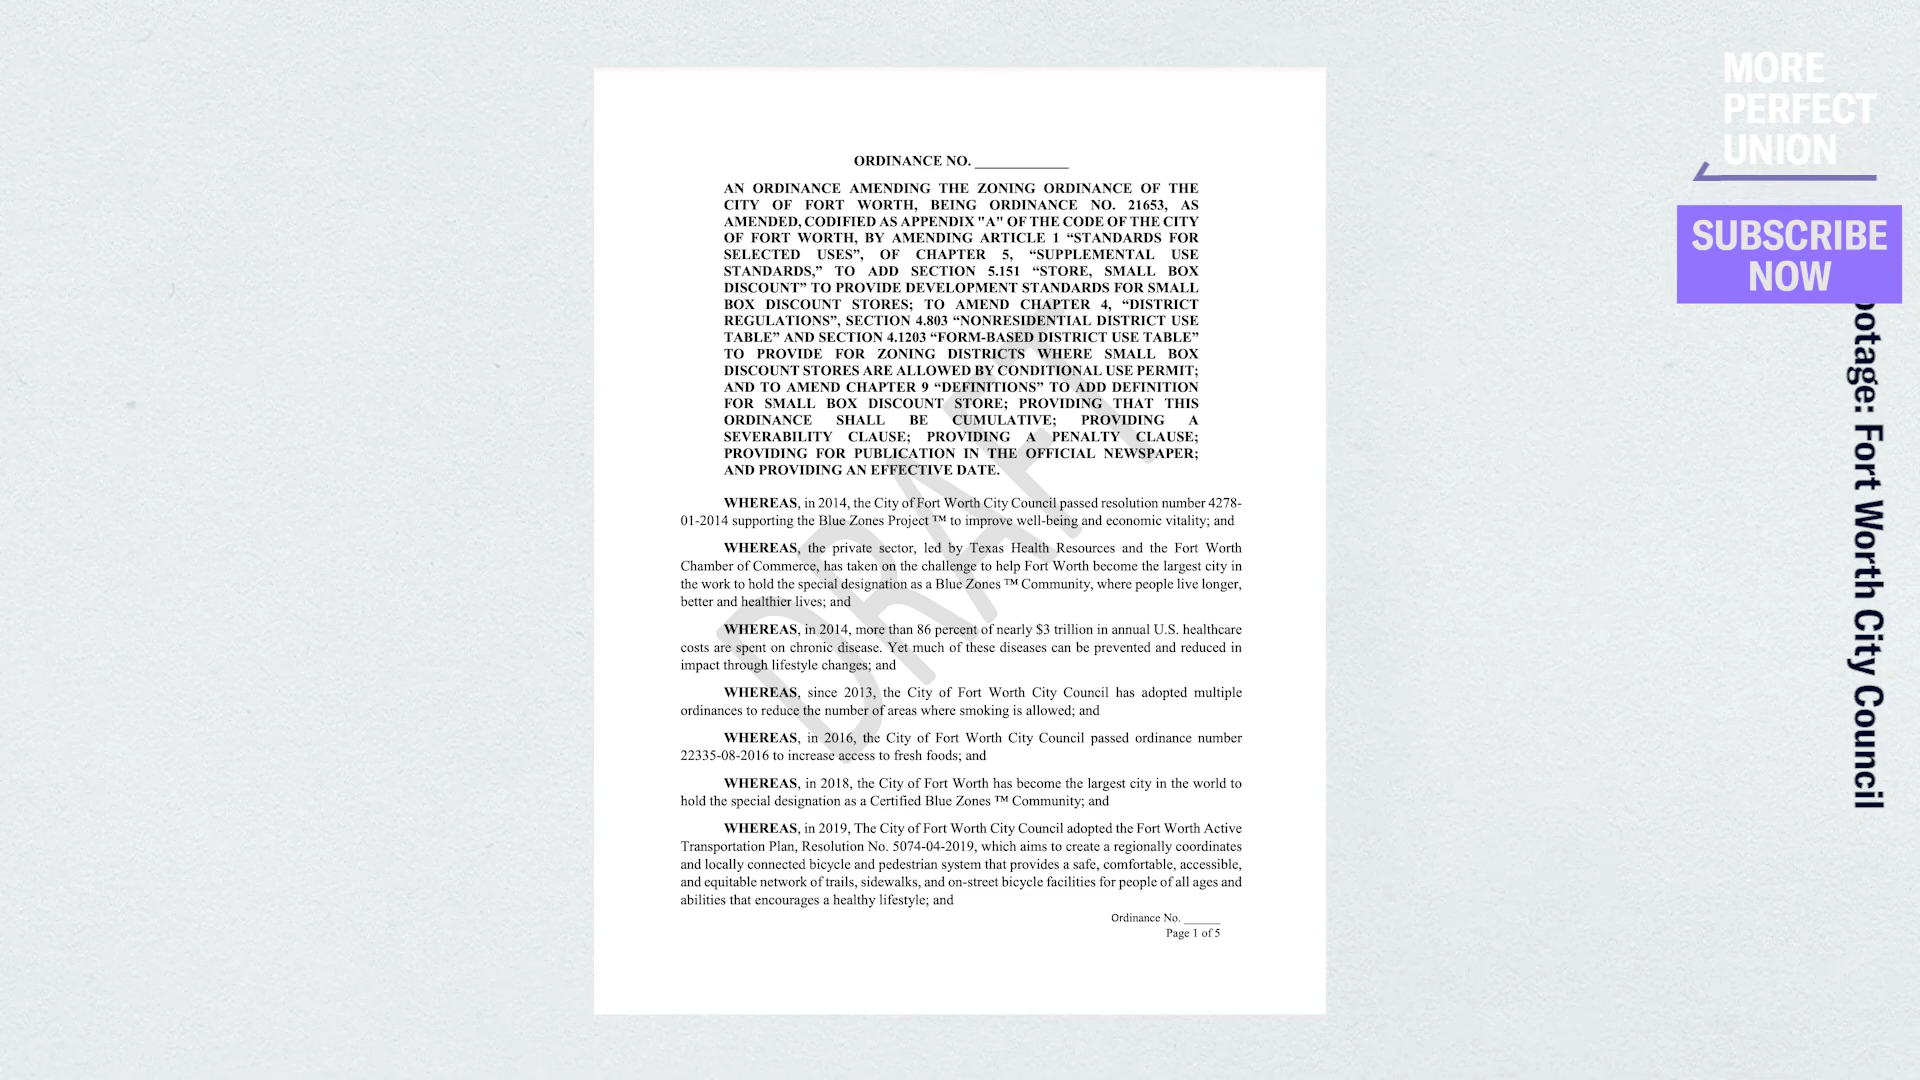 ORDINANCE NO. ____________
AN ORDINANCE AMENDING THE ZONING ORDINANCE OF THE
CITY OF FORT WORTH, BEING ORDINANCE NO. 21653, AS
AMENDED, CODIFIED AS APPENDIX "A" OF THE CODE OF THE CITY
OF FORT WORTH, BY AMENDING ARTICLE 1 “STANDARDS FOR
SELECTED USES”, OF CHAPTER 5, “SUPPLEMENTAL USE
STANDARDS,” TO ADD SECTION 5.151 “STORE, SMALL BOX
DISCOUNT” TO PROVIDE DEVELOPMENT STANDARDS FOR SMALL
BOX DISCOUNT STORES; TO AMEND CHAPTER 4, “DISTRICT
REGULATIONS”, SECTION 4.803 “NONRESIDENTIAL DISTRICT USE
TABLE” AND SECTION 4.1203 “FORM-BASED DISTRICT USE TABLE”
TO PROVIDE FOR ZONING DISTRICTS WHERE SMALL BOX
DISCOUNT STORES ARE ALLOWED BY CONDITIONAL USE PERMIT;
AND TO AMEND CHAPTER 9 “DEFINITIONS” TO ADD DEFINITION
FOR SMALL BOX DISCOUNT STORE; PROVIDING THAT THIS
ORDINANCE SHALL BE CUMULATIVE; PROVIDING A
SEVERABILITY CLAUSE; PROVIDING A PENALTY CLAUSE;
PROVIDING FOR PUBLICATION IN THE OFFICIAL NEWSPAPER;
AND PROVIDING AN EFFECTIVE DATE.
WHEREAS, in 2014, the City of Fort Worth City Council passed resolution number 4278-
01-2014 supporting the Blue Zones Project ™ to improve well-being and economic vitality; and
WHEREAS, the private sector, led by Texas Health Resources and the Fort Worth
Chamber of Commerce, has taken on the challenge to help Fort Worth become the largest city in
the work to hold the special designation as a Blue Zones ™ Community, where people live longer,
better and healthier lives; and
WHEREAS, in 2014, more than 86 percent of nearly $3 trillion in annual U.S. healthcare
costs are spent on chronic disease. Yet much of these diseases can be prevented and reduced in
impact through lifestyle changes; and
WHEREAS, since 2013, the City of Fort Worth City Council has adopted multiple
ordinances to reduce the number of areas where smoking is allowed; and
WHEREAS, in 2016, the City of Fort Worth City Council passed ordinance number
22335-08-2016 to increase access to fresh foods; and
WHEREAS, in 2018, the City of Fort Worth has become the largest city in the world to
hold the special designation as a Certified Blue Zones ™ Community; and
WHEREAS, in 2019, The City of Fort Worth City Council adopted the Fort Worth Active
Transportation Plan, Resolution No. 5074-04-2019, which aims to create a regionally coordinates
and locally connected bicycle and pedestrian system that provides a safe, comfortable, accessible,
and equitable network of trails, sidewalks, and on-street bicycle facilities for people of all ages and
abilities that encourages a healthy lifestyle; and
Ordinance No. ______
Page 1 of 5
DRAFT
MORE
PERFECT
UNION
SUBSCRIBE
NOW
ootage: Fort Worth City Council